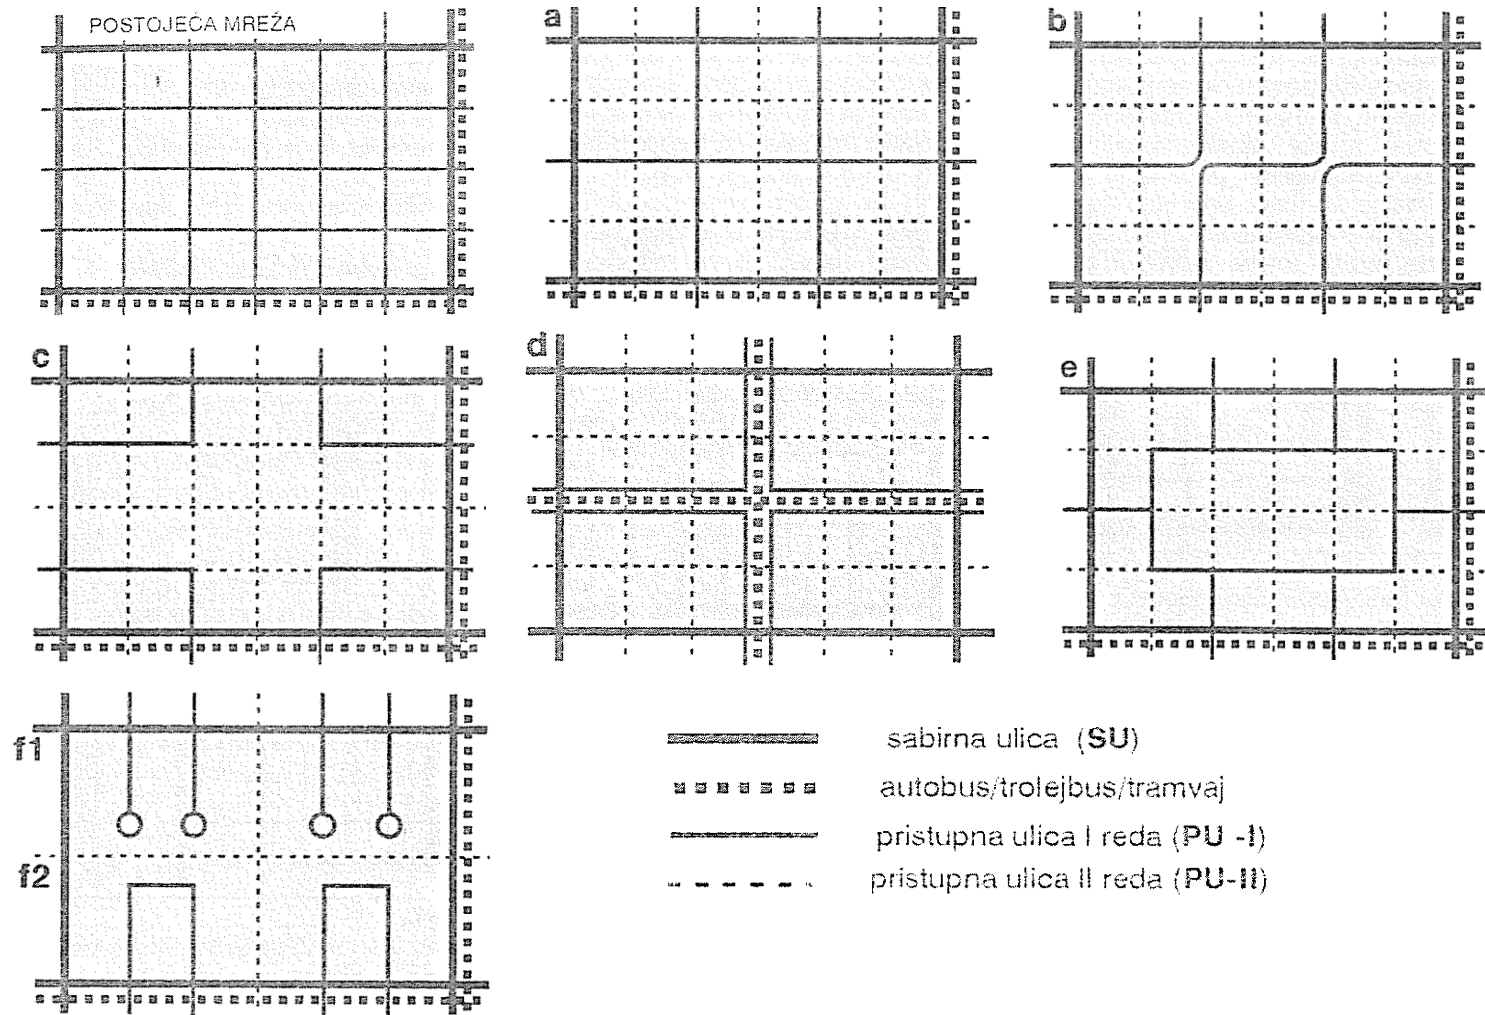 POSTOJEĆA MREŽA
a
b
c
d
e
f1
f2
sabirna ulica (SU)
autobus/trolejbus/tramvaj
pristupna ulica I reda (PU -I)
pristupna ulica II reda (PU-II)